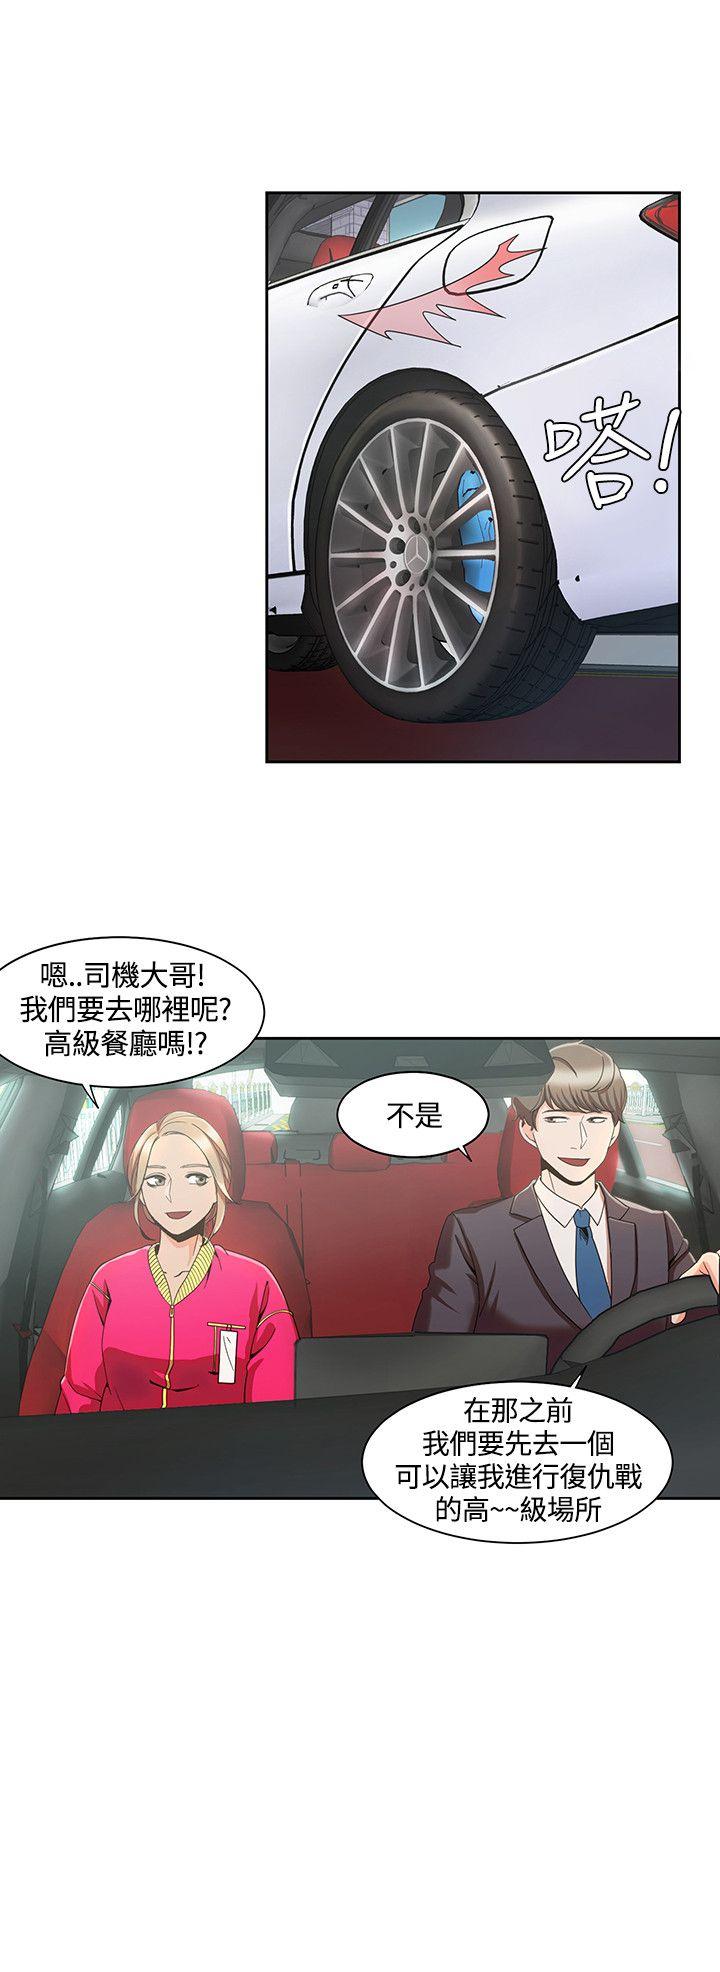 嗒!
嗯..司機大哥!
我們要去哪裡呢?
高級餐廳嗎!?
不是
在那之前
我們要先去一個
可以讓我進行復仇戰
的高~~級場所